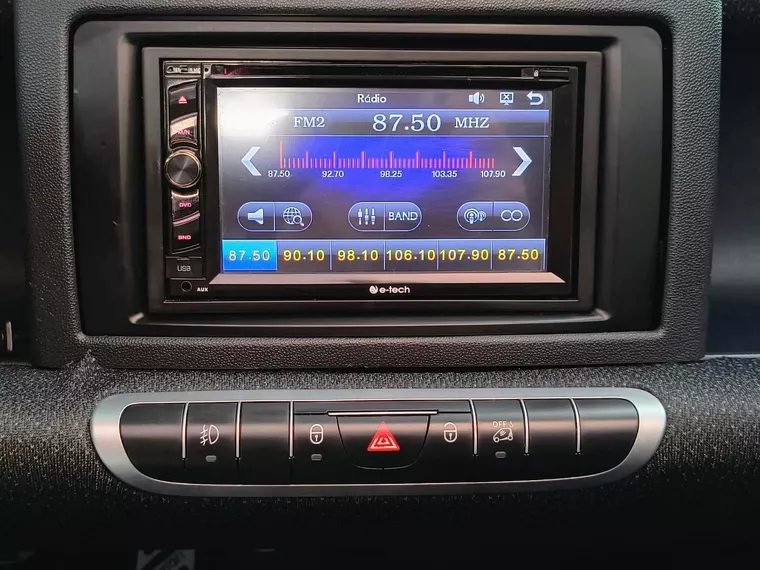 Rádio
FM2 87.50 MHZ
87.50 92.70 98.25 103.35 107.90
BAND
87.50 90.10 98.10 106.10 107.90 87.50
DVD
BND
USB
AUX
e-tech
OFF